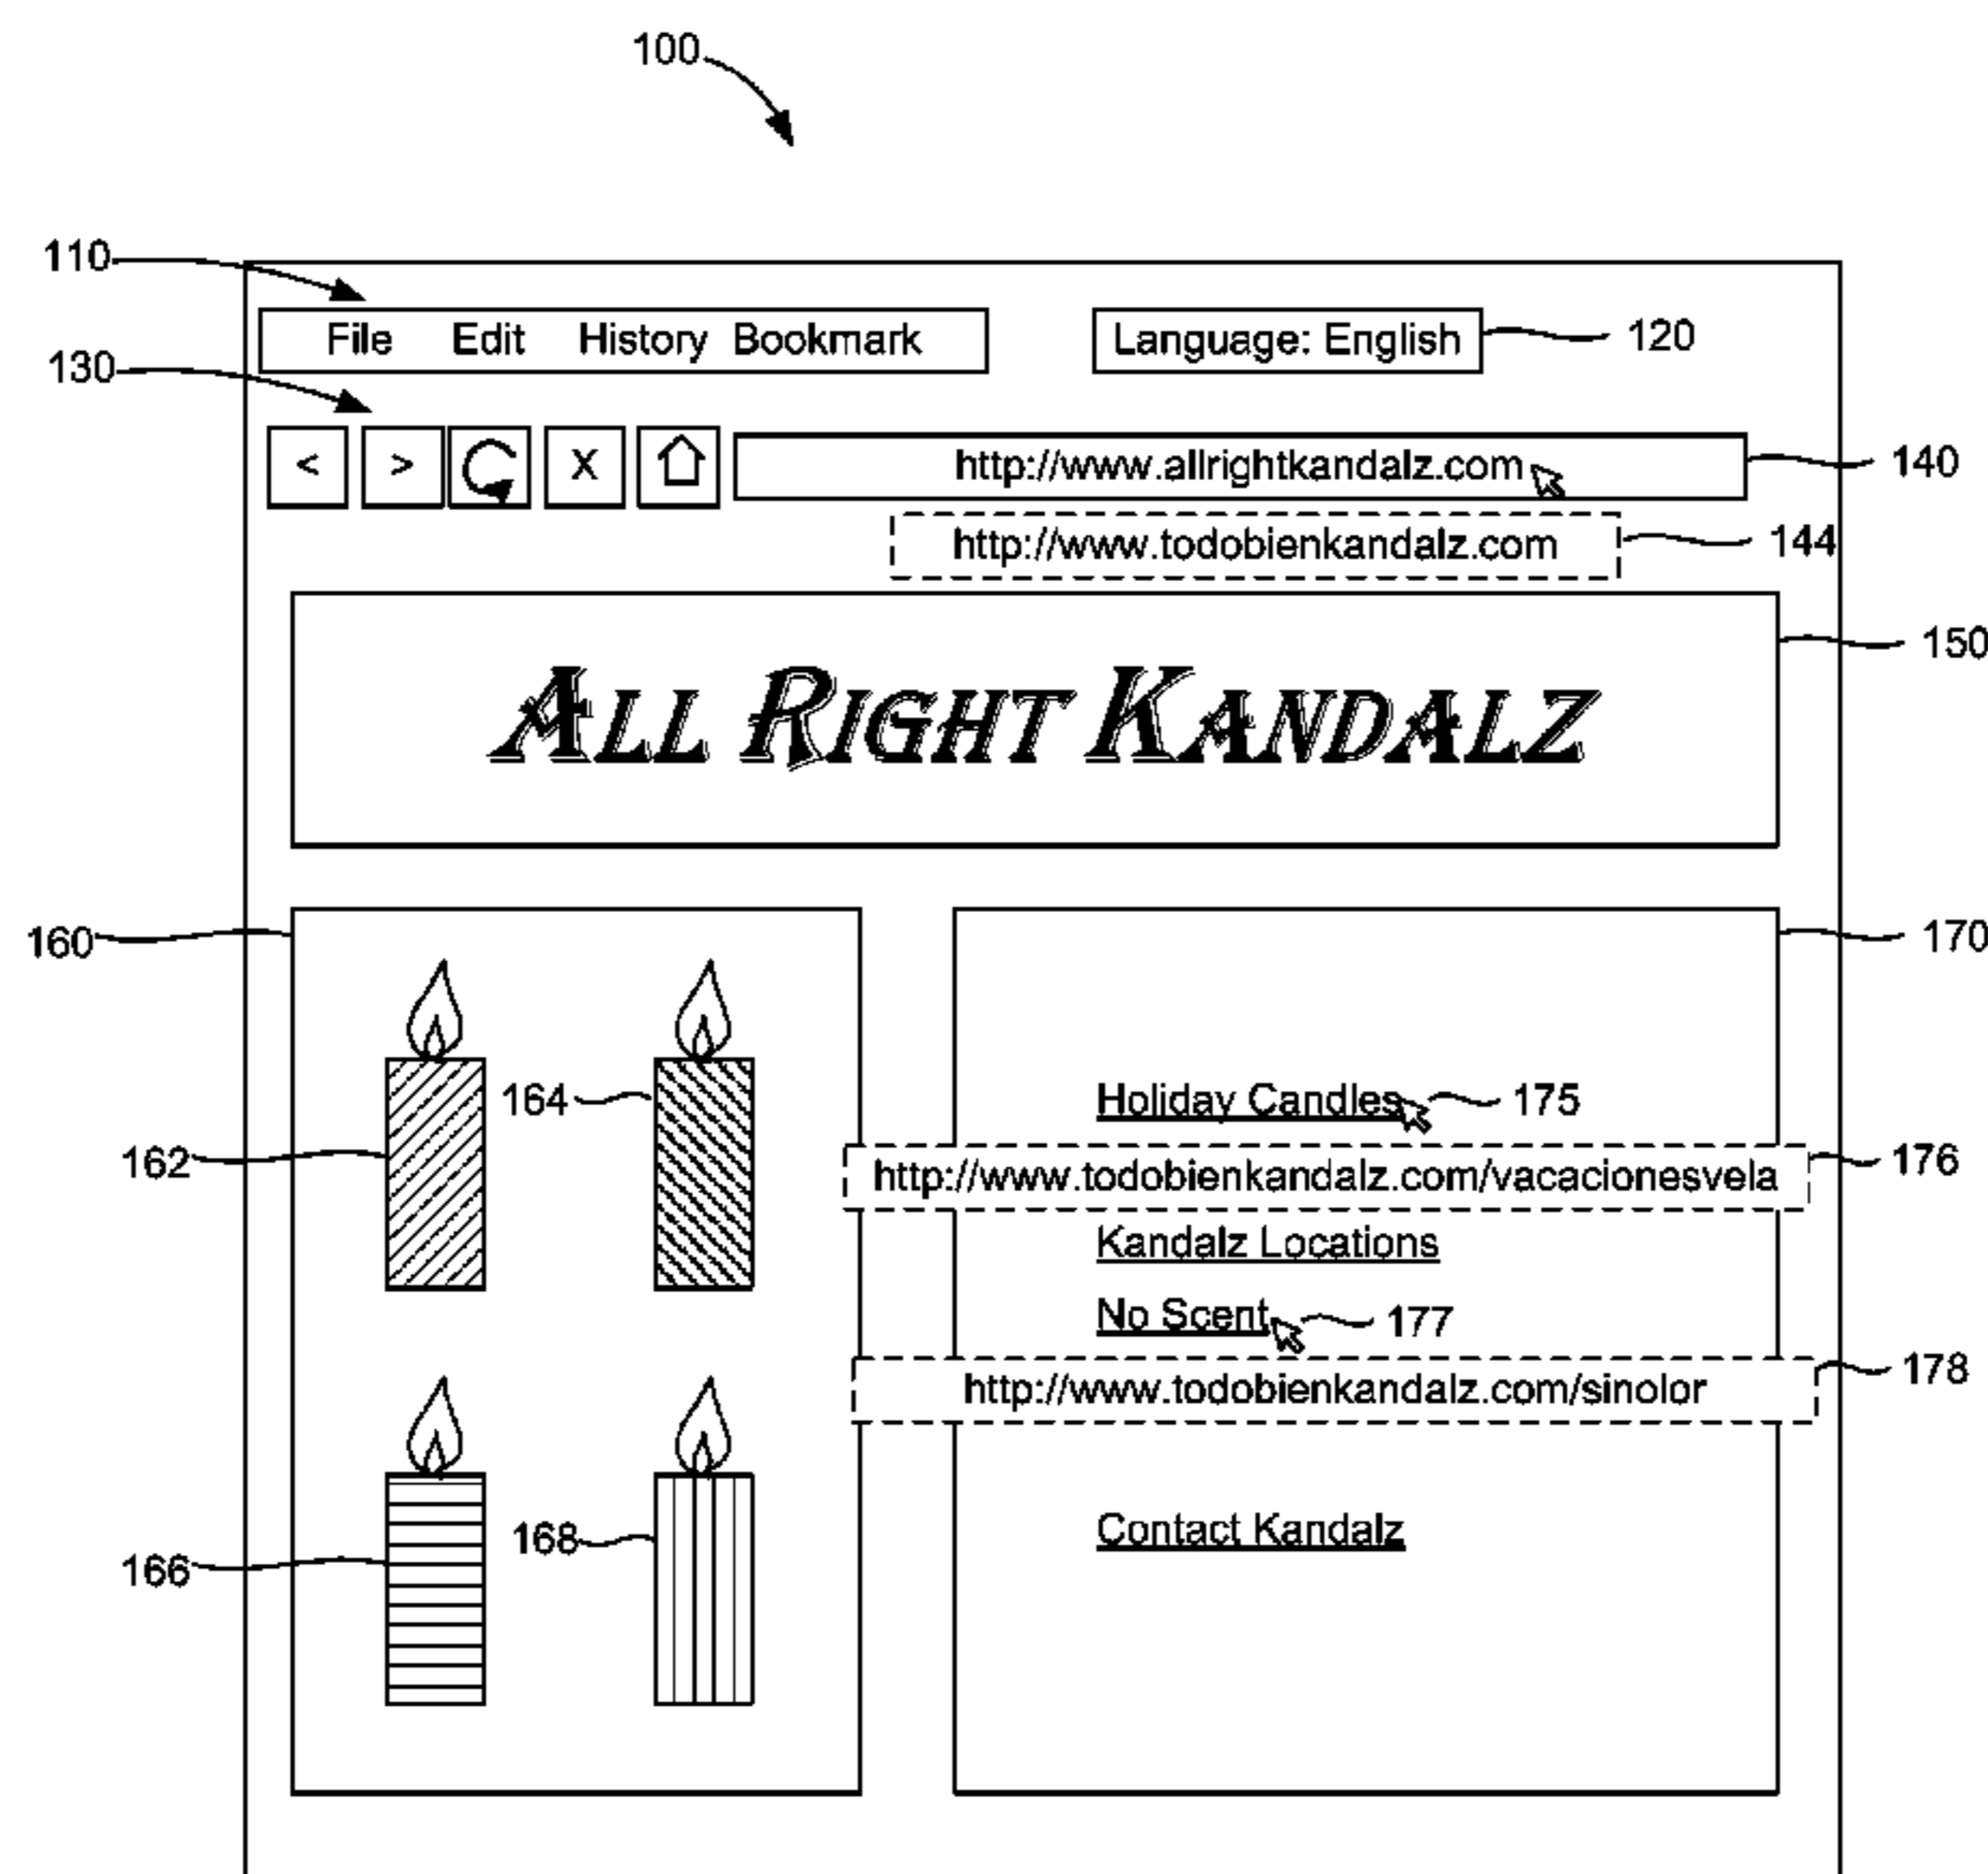 100
110
File Edit History Bookmark
Language: English
120
130
< > X
http://www.allrightkandalz.com
140
http://www.todobienkandalz.com
144
150
ALL RIGHT KANDALZ
160
170
164
Holiday Candles
175
162
http://www.todobienkandalz.com/vacacionesvela
176
Kandalz Locations
No Scent
177
http://www.todobienkandalz.com/sinolor
178
168
Contact Kandalz
166